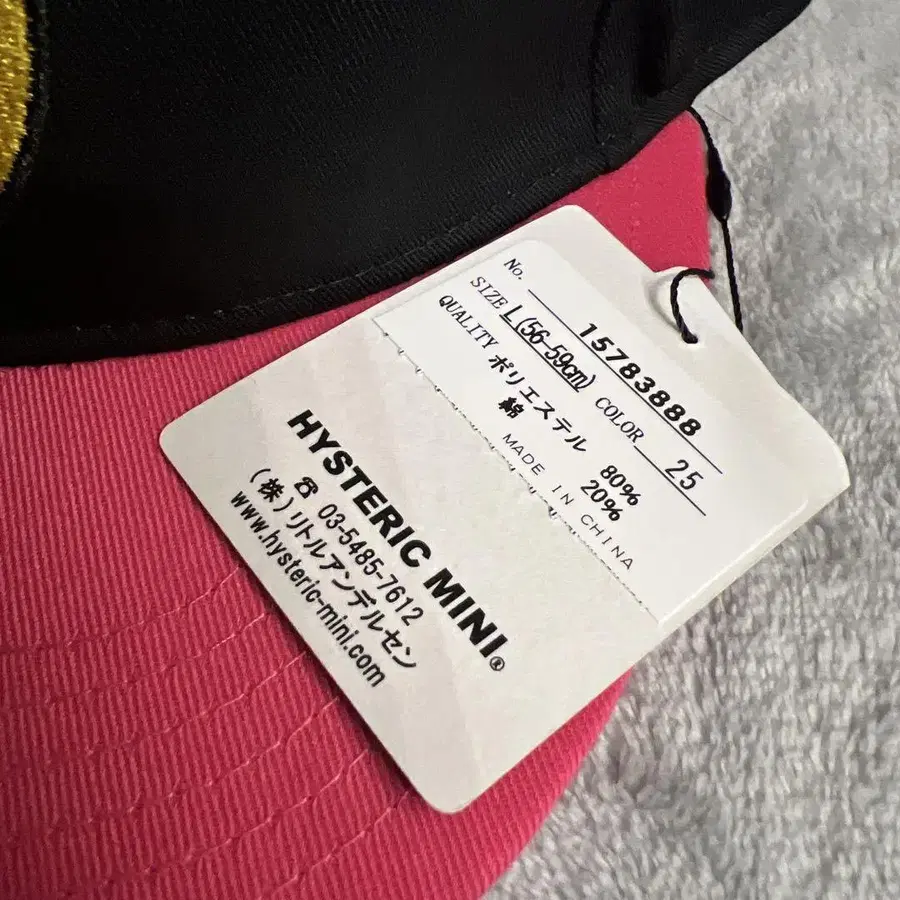 No. 15783888
SIZE L(56-59cm) COLOR 25
QUALITY ポリエステル 80%
綿 20%
MADE IN CHINA
HYSTERIC MINI®
☎ 03-5485-7612
(株)リトルアンデルセン
www.hysteric-mini.com